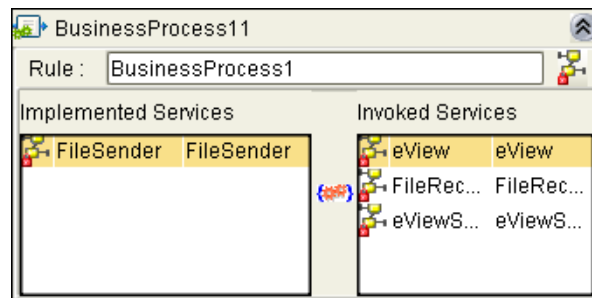 BusinessProcess11
Rule : BusinessProcess1
Implemented Services Invoked Services
FileSender FileSender eView eView
FileRec... FileRec...
eViewS... eViewS...